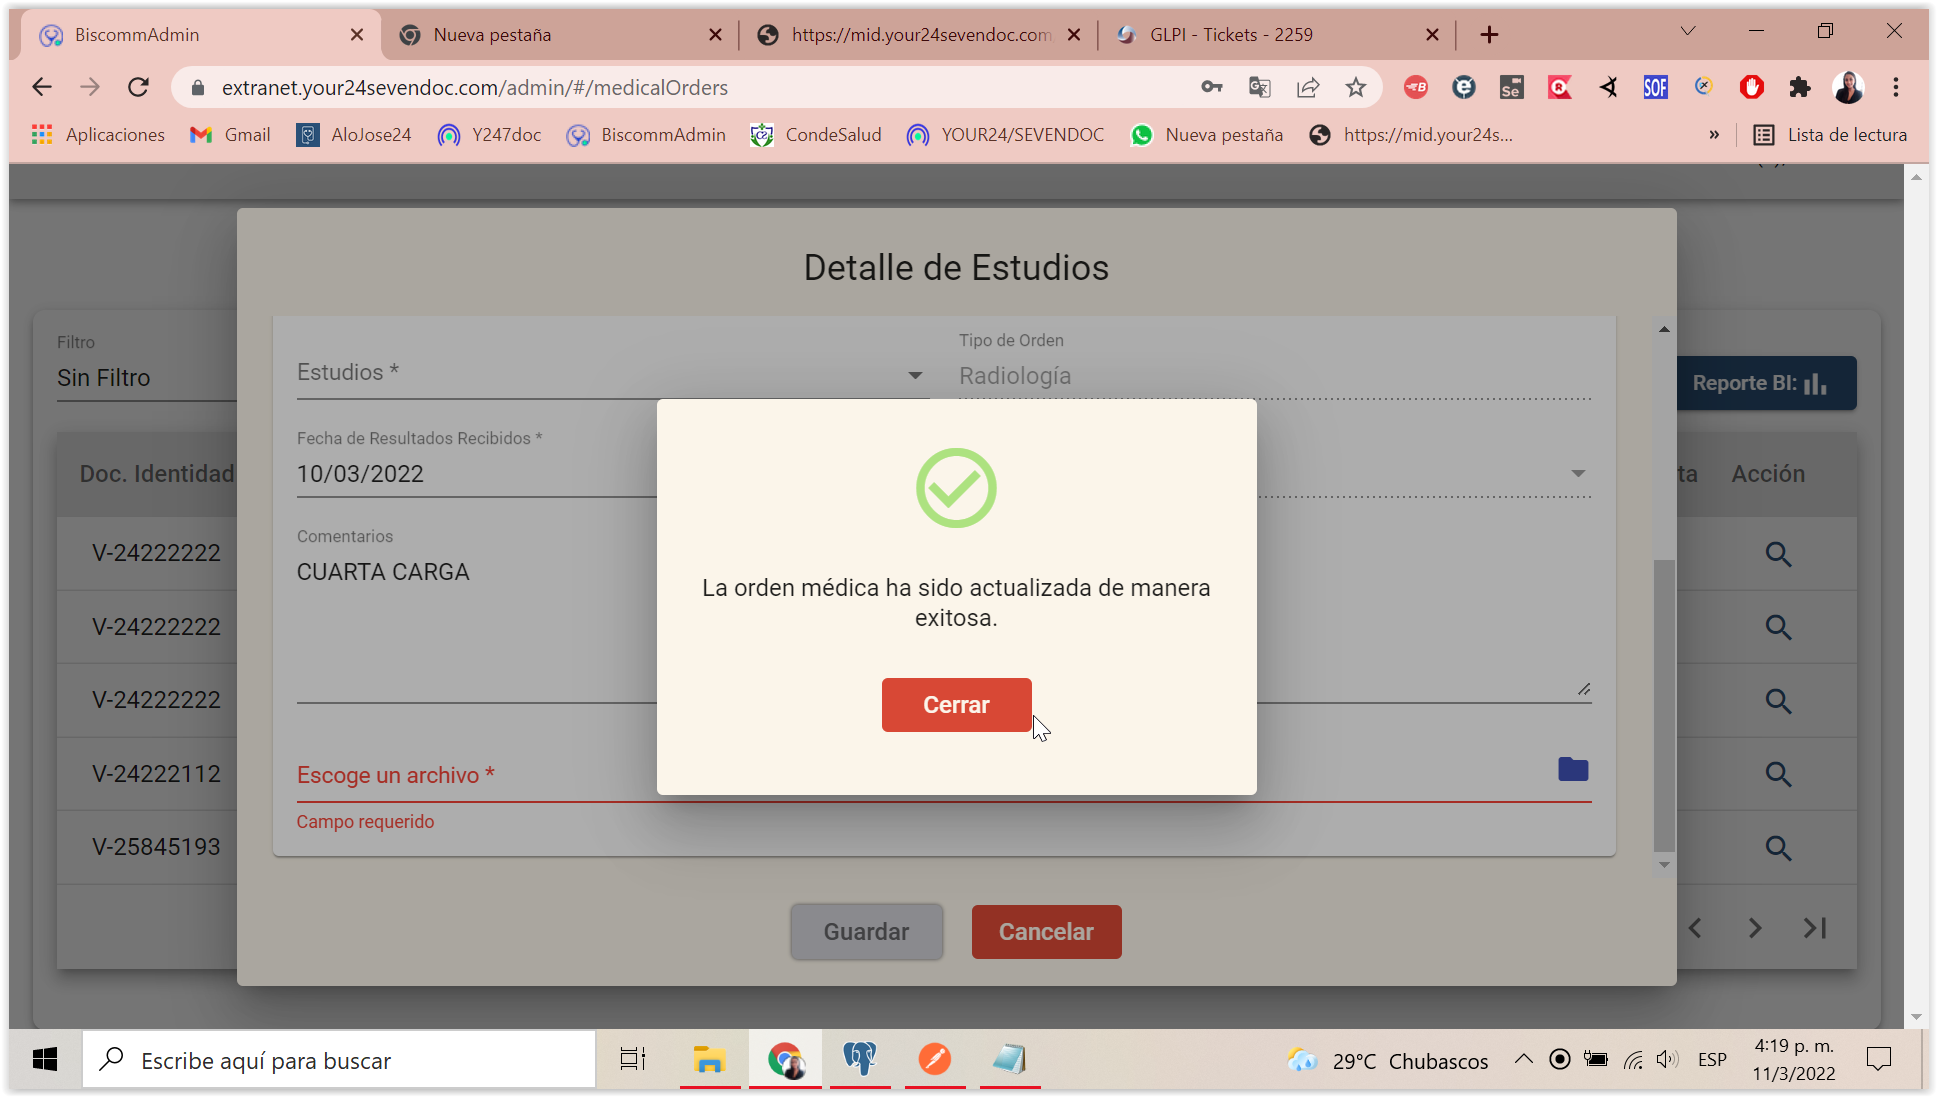 BiscommAdmin
Nueva pestaña
https://mid.your24sevendoc.com
GLPI - Tickets - 2259
extranet.your24sevendoc.com/admin/#/medicalOrders
Aplicaciones
Gmail
AloJose24
Y247doc
BiscommAdmin
CondeSalud
YOUR24/SEVENDOC
Nueva pestaña
https://mid.your24s...
»
Lista de lectura
Detalle de Estudios
Filtro
Sin Filtro
Estudios *
Tipo de Orden
Radiología
Reporte BI:
Fecha de Resultados Recibidos *
10/03/2022
Doc. Identidad
ta
Acción
Comentarios
CUARTA CARGA
V-24222222
V-24222222
V-24222222
V-24222112
V-25845193
La orden médica ha sido actualizada de manera
exitosa.
Cerrar
Escoge un archivo *
Campo requerido
Guardar
Cancelar
Escribe aquí para buscar
29°C Chubascos
ESP
4:19 p. m.
11/3/2022
Se
SOF